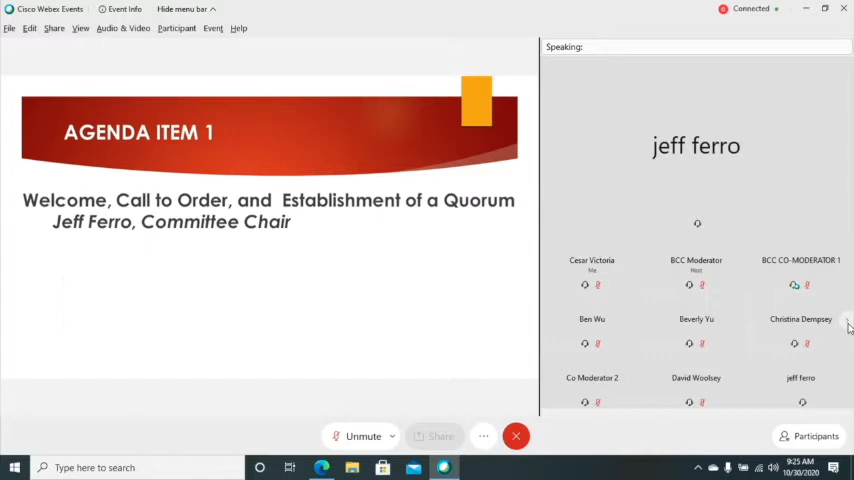 Cisco Webex Events
Event Info
Hide menu bar
Connected
File Edit Share View Audio & Video Participant Event Help
Speaking:
AGENDA ITEM 1
Welcome, Call to Order, and Establishment of a Quorum
Jeff Ferro, Committee Chair
jeff ferro
Cesar Victoria
Me
BCC Moderator
Host
BCC CO-MODERATOR 1
Ben Wu
Beverly Yu
Christina Dempsey
Co Moderator 2
David Woolsey
jeff ferro
Unmute
Share
Participants
Type here to search
9:25 AM
10/30/2020